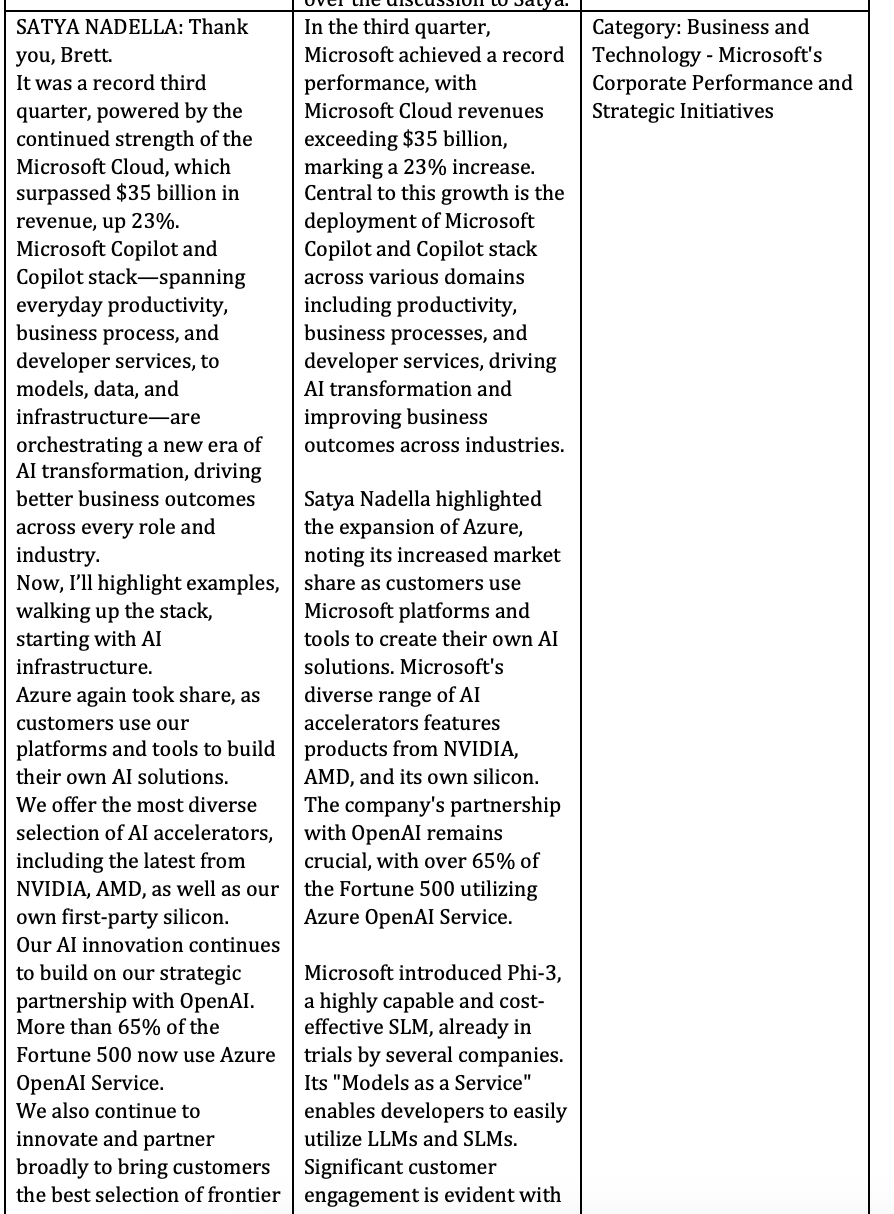 over the discussion to Satya.
SATYA NADELLA: Thank
you, Brett.
It was a record third
quarter, powered by the
continued strength of the
Microsoft Cloud, which
surpassed $35 billion in
revenue, up 23%.
Microsoft Copilot and
Copilot stack—spanning
everyday productivity,
business process, and
developer services, to
models, data, and
infrastructure—are
orchestrating a new era of
AI transformation, driving
better business outcomes
across every role and
industry.
Now, I’ll highlight examples,
walking up the stack,
starting with AI
infrastructure.
Azure again took share, as
customers use our
platforms and tools to build
their own AI solutions.
We offer the most diverse
selection of AI accelerators,
including the latest from
NVIDIA, AMD, as well as our
own first-party silicon.
Our AI innovation continues
to build on our strategic
partnership with OpenAI.
More than 65% of the
Fortune 500 now use Azure
OpenAI Service.
We also continue to
innovate and partner
broadly to bring customers
the best selection of frontier
In the third quarter,
Microsoft achieved a record
performance, with
Microsoft Cloud revenues
exceeding $35 billion,
marking a 23% increase.
Central to this growth is the
deployment of Microsoft
Copilot and Copilot stack
across various domains
including productivity,
business processes, and
developer services, driving
AI transformation and
improving business
outcomes across industries.
Satya Nadella highlighted
the expansion of Azure,
noting its increased market
share as customers use
Microsoft platforms and
tools to create their own AI
solutions. Microsoft's
diverse range of AI
accelerators features
products from NVIDIA,
AMD, and its own silicon.
The company's partnership
with OpenAI remains
crucial, with over 65% of
the Fortune 500 utilizing
Azure OpenAI Service.
Microsoft introduced Phi-3,
a highly capable and cost-
effective SLM, already in
trials by several companies.
Its "Models as a Service"
enables developers to easily
utilize LLMs and SLMs.
Significant customer
engagement is evident with
Category: Business and
Technology - Microsoft's
Corporate Performance and
Strategic Initiatives